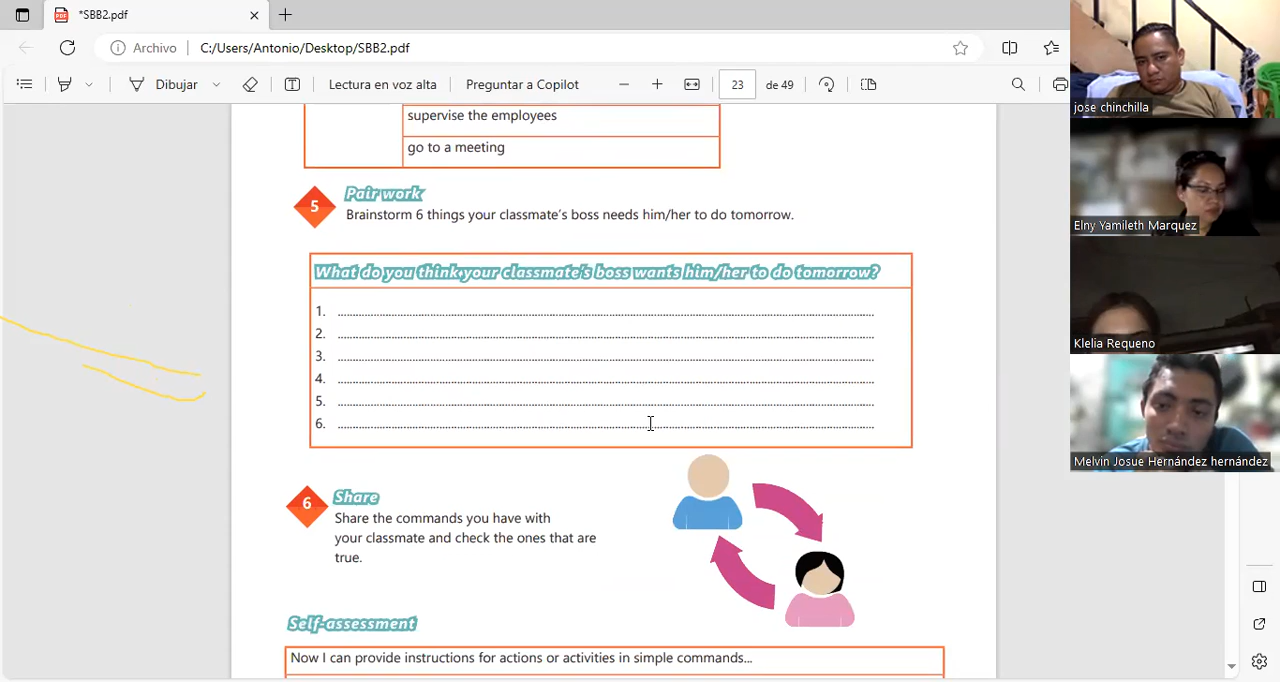 *SBB2.pdf
Archivo C:/Users/Antonio/Desktop/SBB2.pdf
Dibujar Lectura en voz alta Preguntar a Copilot 23 de 49
supervise the employees
go to a meeting
5 Pair work
Brainstorm 6 things your classmate's boss needs him/her to do tomorrow.
What do you think your classmate's boss wants him/her to do tomorrow?
1. ........................................
2. ........................................
3. ........................................
4. ........................................
5. ........................................
6. ........................................
6 Share
Share the commands you have with
your classmate and check the ones that are
true.
Self-assessment
Now I can provide instructions for actions or activities in simple commands...
jose chinchilla
Elny Yamileth Marquez
Klelia Requeno
Melvin Josue Hernández hernández